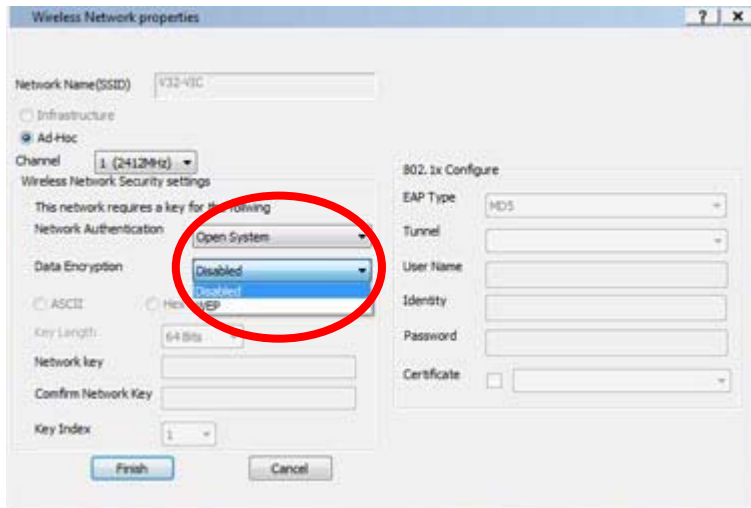 Wireless Network properties
? x
Network Name(SSID) V32-VIC
Infrastructure
Ad-Hoc
Channel 1 (2412MHz)
Wireless Network Security settings
This network requires a key for the follwing
Network Authentication Open System
Data Encryption Disabled
Disabled
WEP
ASCII Hex
Key Length 64 Bits
Network key
Comfirm Network Key
Key Index 1
Finish Cancel
802.1x Configure
EAP Type MD5
Tunnel
User Name
Identity
Password
Certificate